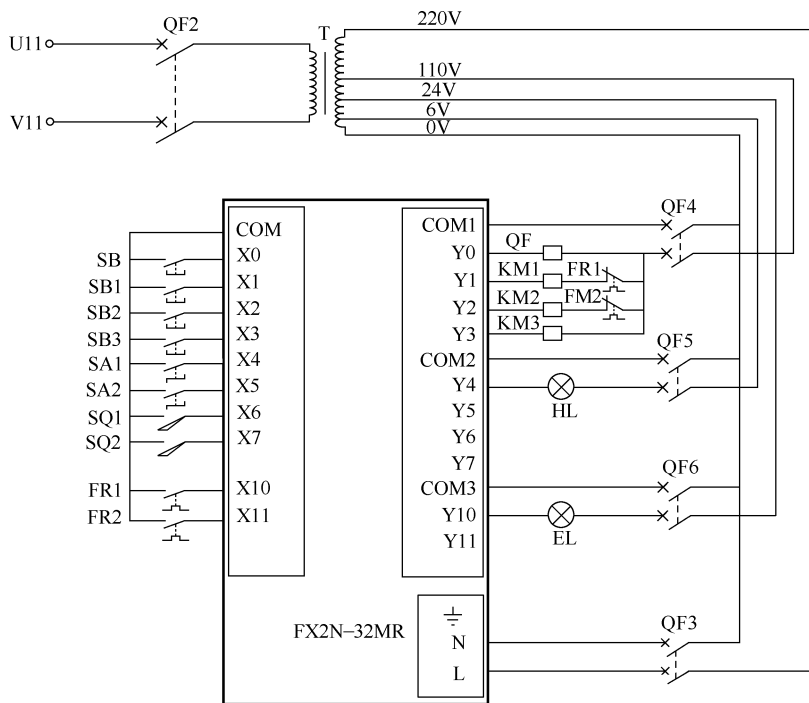 QF2
220V
U11
T
110V
24V
6V
V11
0V
QF4
COM
COM1
SB
X0
Y0
QF
SB1
X1
Y1
KM1
FR1
SB2
X2
Y2
KM2
FM2
SB3
X3
Y3
KM3
SA1
X4
COM2
QF5
SA2
X5
Y4
HL
SQ1
X6
Y5
SQ2
X7
Y6
Y7
QF6
FR1
X10
COM3
FR2
X11
Y10
EL
Y11
FX2N-32MR
N
QF3
L